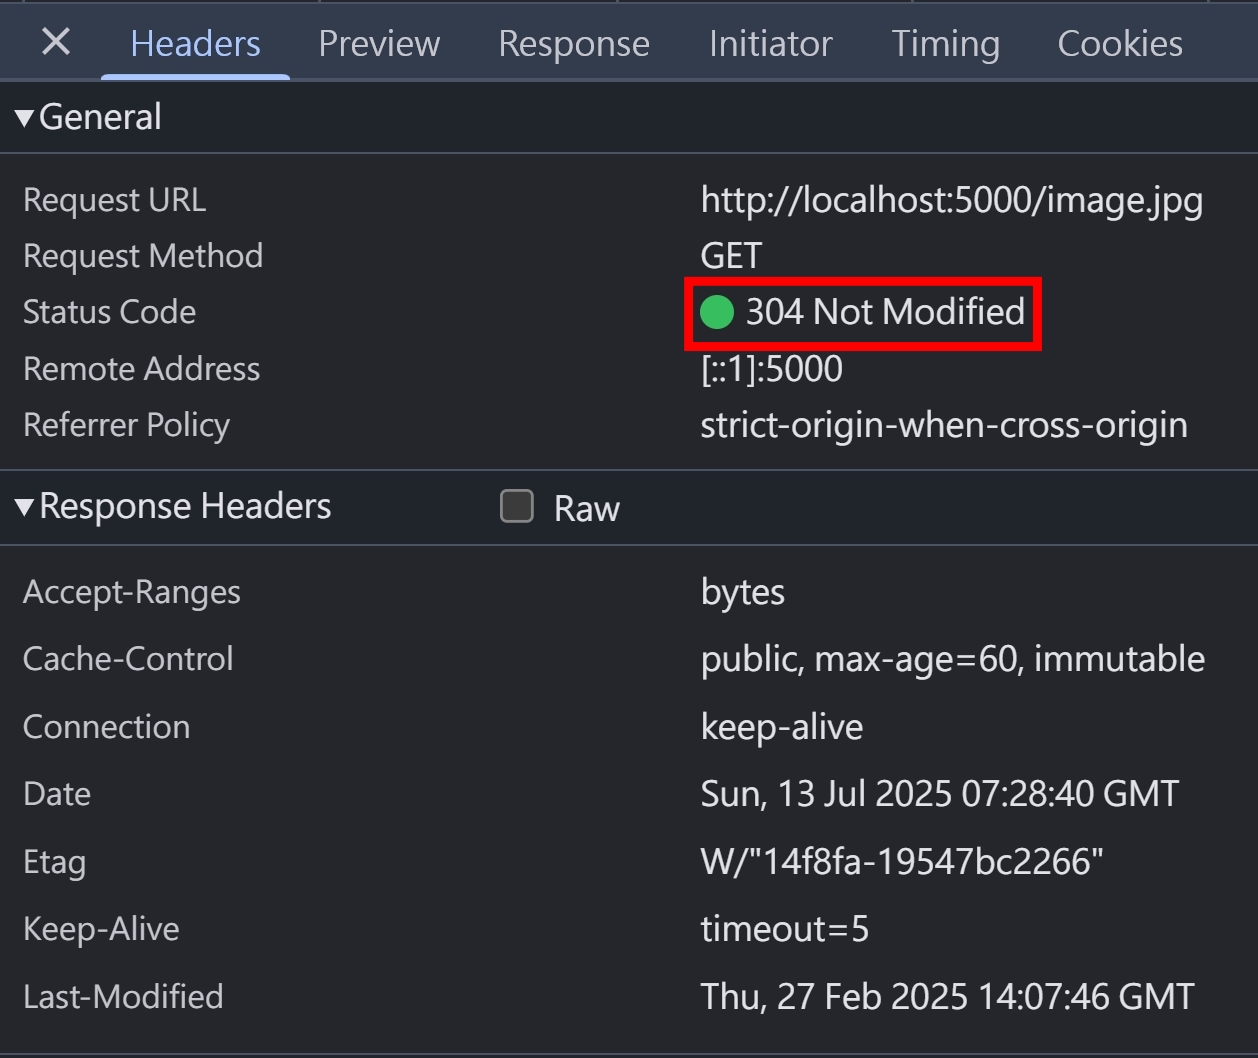 Headers Preview Response Initiator Timing Cookies
General
Request URL http://localhost:5000/image.jpg
Request Method GET
Status Code 304 Not Modified
Remote Address [::1]:5000
Referrer Policy strict-origin-when-cross-origin
Response Headers Raw
Accept-Ranges bytes
Cache-Control public, max-age=60, immutable
Connection keep-alive
Date Sun, 13 Jul 2025 07:28:40 GMT
Etag W/"14f8fa-19547bc2266"
Keep-Alive timeout=5
Last-Modified Thu, 27 Feb 2025 14:07:46 GMT